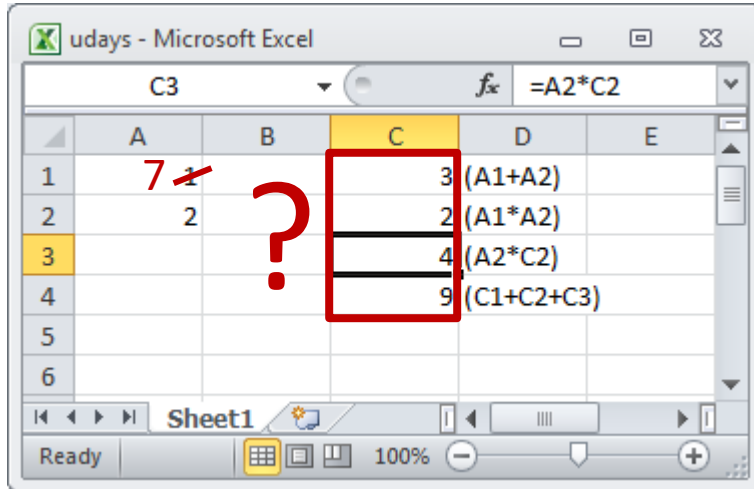 udays - Microsoft Excel
C3 fx =A2*C2
A B C D E
1 7 1 3 (A1+A2)
2 2 ? 2 (A1*A2)
3 4 (A2*C2)
4 9 (C1+C2+C3)
5
6
Sheet1
Ready 100%